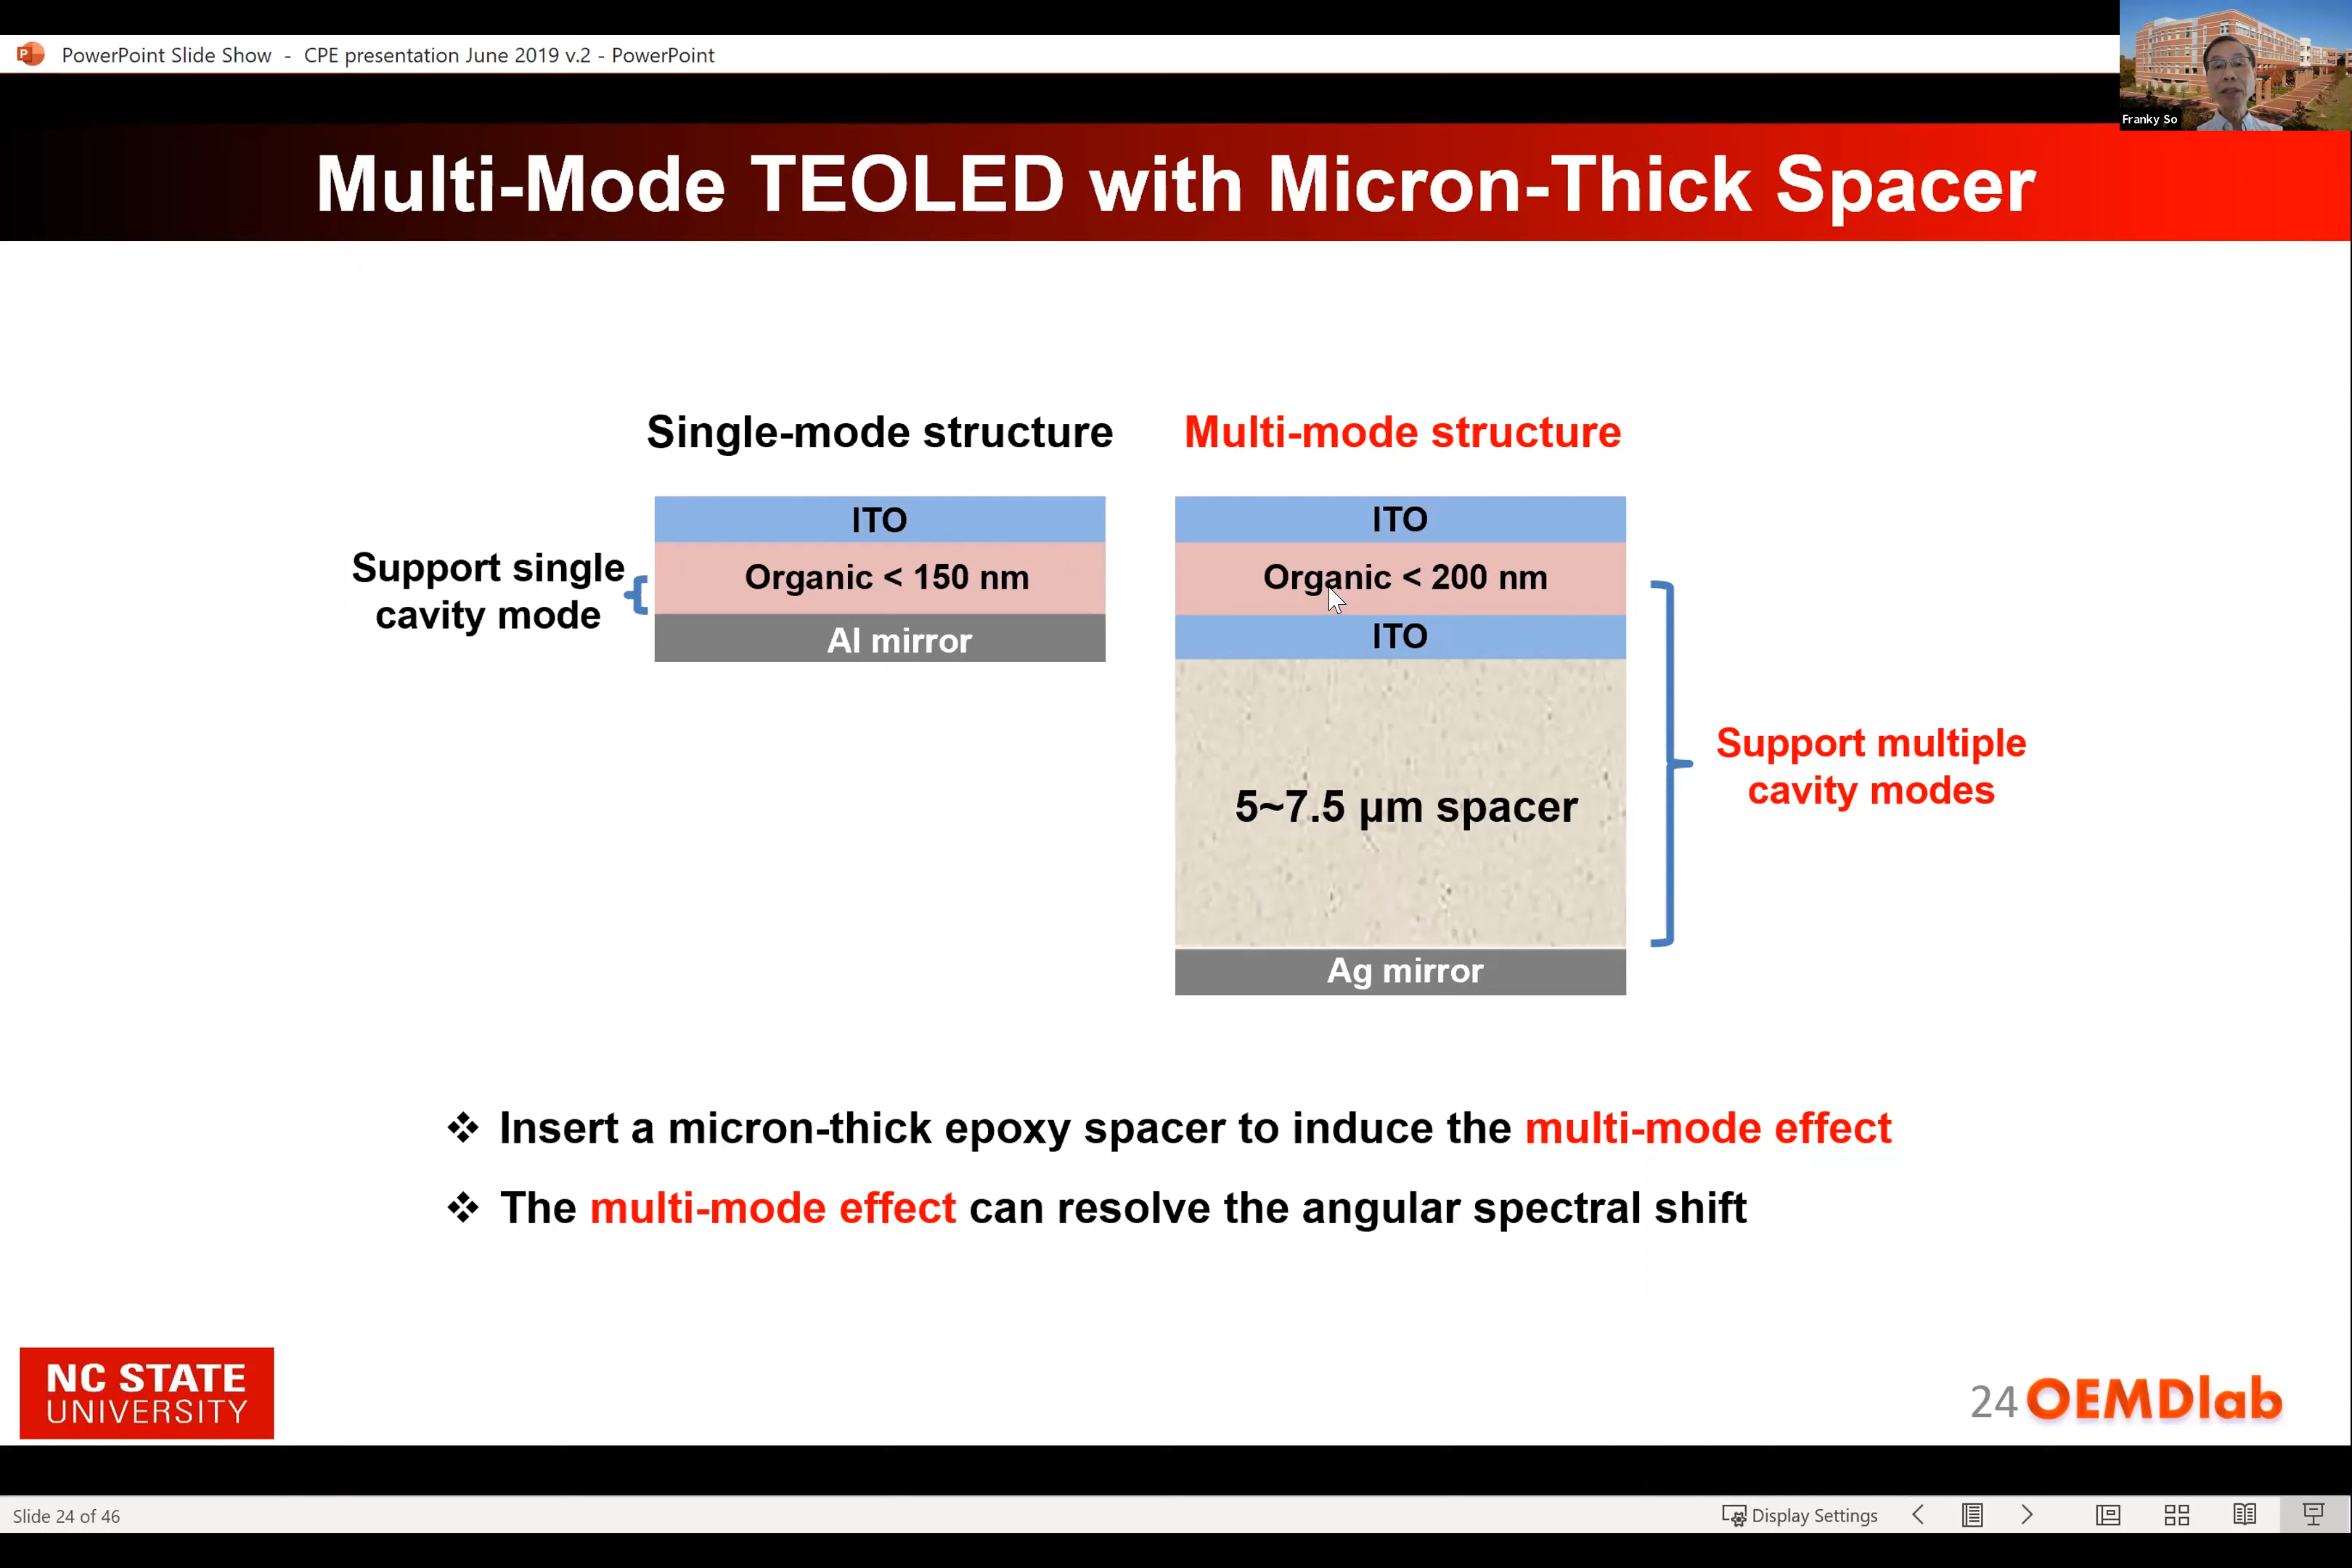 PowerPoint Slide Show - CPE presentation June 2019 v.2 - PowerPoint
Franky So
Multi-Mode TEOLED with Micron-Thick Spacer
Single-mode structure
Multi-mode structure
Support single
cavity mode
ITO
Organic < 150 nm
Al mirror
ITO
Organic < 200 nm
ITO
5~7.5 μm spacer
Ag mirror
Support multiple
cavity modes
❖ Insert a micron-thick epoxy spacer to induce the multi-mode effect
❖ The multi-mode effect can resolve the angular spectral shift
NC STATE
UNIVERSITY
24 OEMDlab
Slide 24 of 46
Display Settings